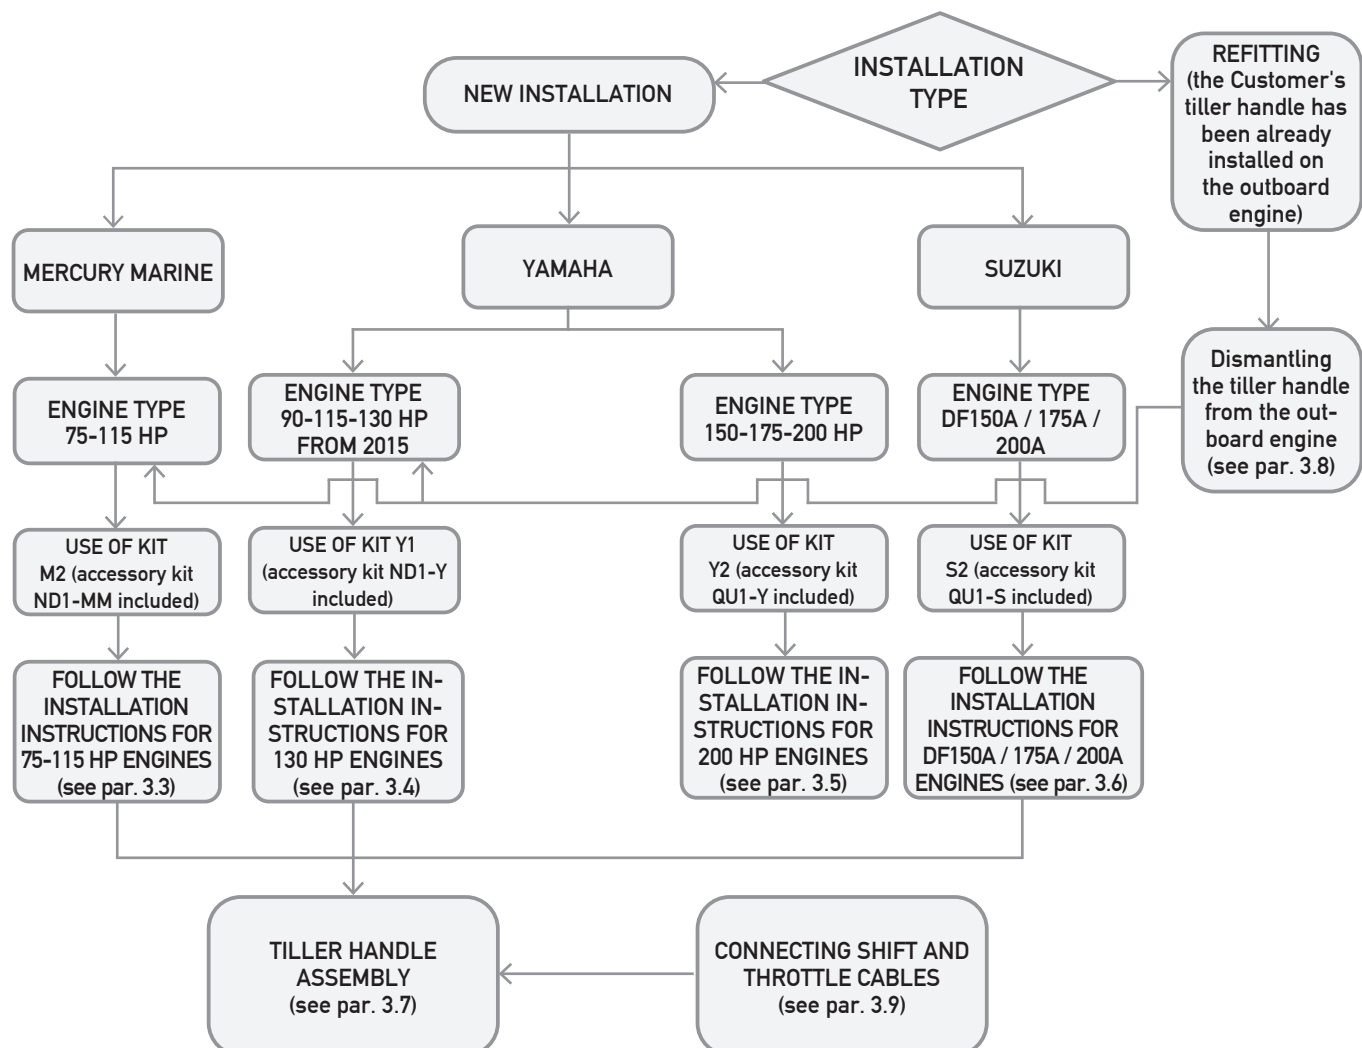 INSTALLATION
TYPE
NEW INSTALLATION
REFITTING
(the Customer's
tiller handle has
been already
installed on
the outboard
engine)
MERCURY MARINE
YAMAHA
SUZUKI
Dismantling
the tiller handle
from the out-
board engine
(see par. 3.8)
ENGINE TYPE
75-115 HP
ENGINE TYPE
90-115-130 HP
FROM 2015
ENGINE TYPE
150-175-200 HP
ENGINE TYPE
DF150A / 175A /
200A
USE OF KIT
M2 (accessory kit
ND1-MM included)
USE OF KIT Y1
(accessory kit ND1-Y
included)
USE OF KIT
Y2 (accessory kit
QU1-Y included)
USE OF KIT
S2 (accessory kit
QU1-S included)
FOLLOW THE
INSTALLATION
INSTRUCTIONS FOR
75-115 HP ENGINES
(see par. 3.3)
FOLLOW THE IN-
STALLATION IN-
STRUCTIONS FOR
130 HP ENGINES
(see par. 3.4)
FOLLOW THE IN-
STALLATION IN-
STRUCTIONS FOR
200 HP ENGINES
(see par. 3.5)
FOLLOW THE
INSTALLATION
INSTRUCTIONS FOR
DF150A / 175A / 200A
ENGINES (see par. 3.6)
TILLER HANDLE
ASSEMBLY
(see par. 3.7)
CONNECTING SHIFT AND
THROTTLE CABLES
(see par. 3.9)